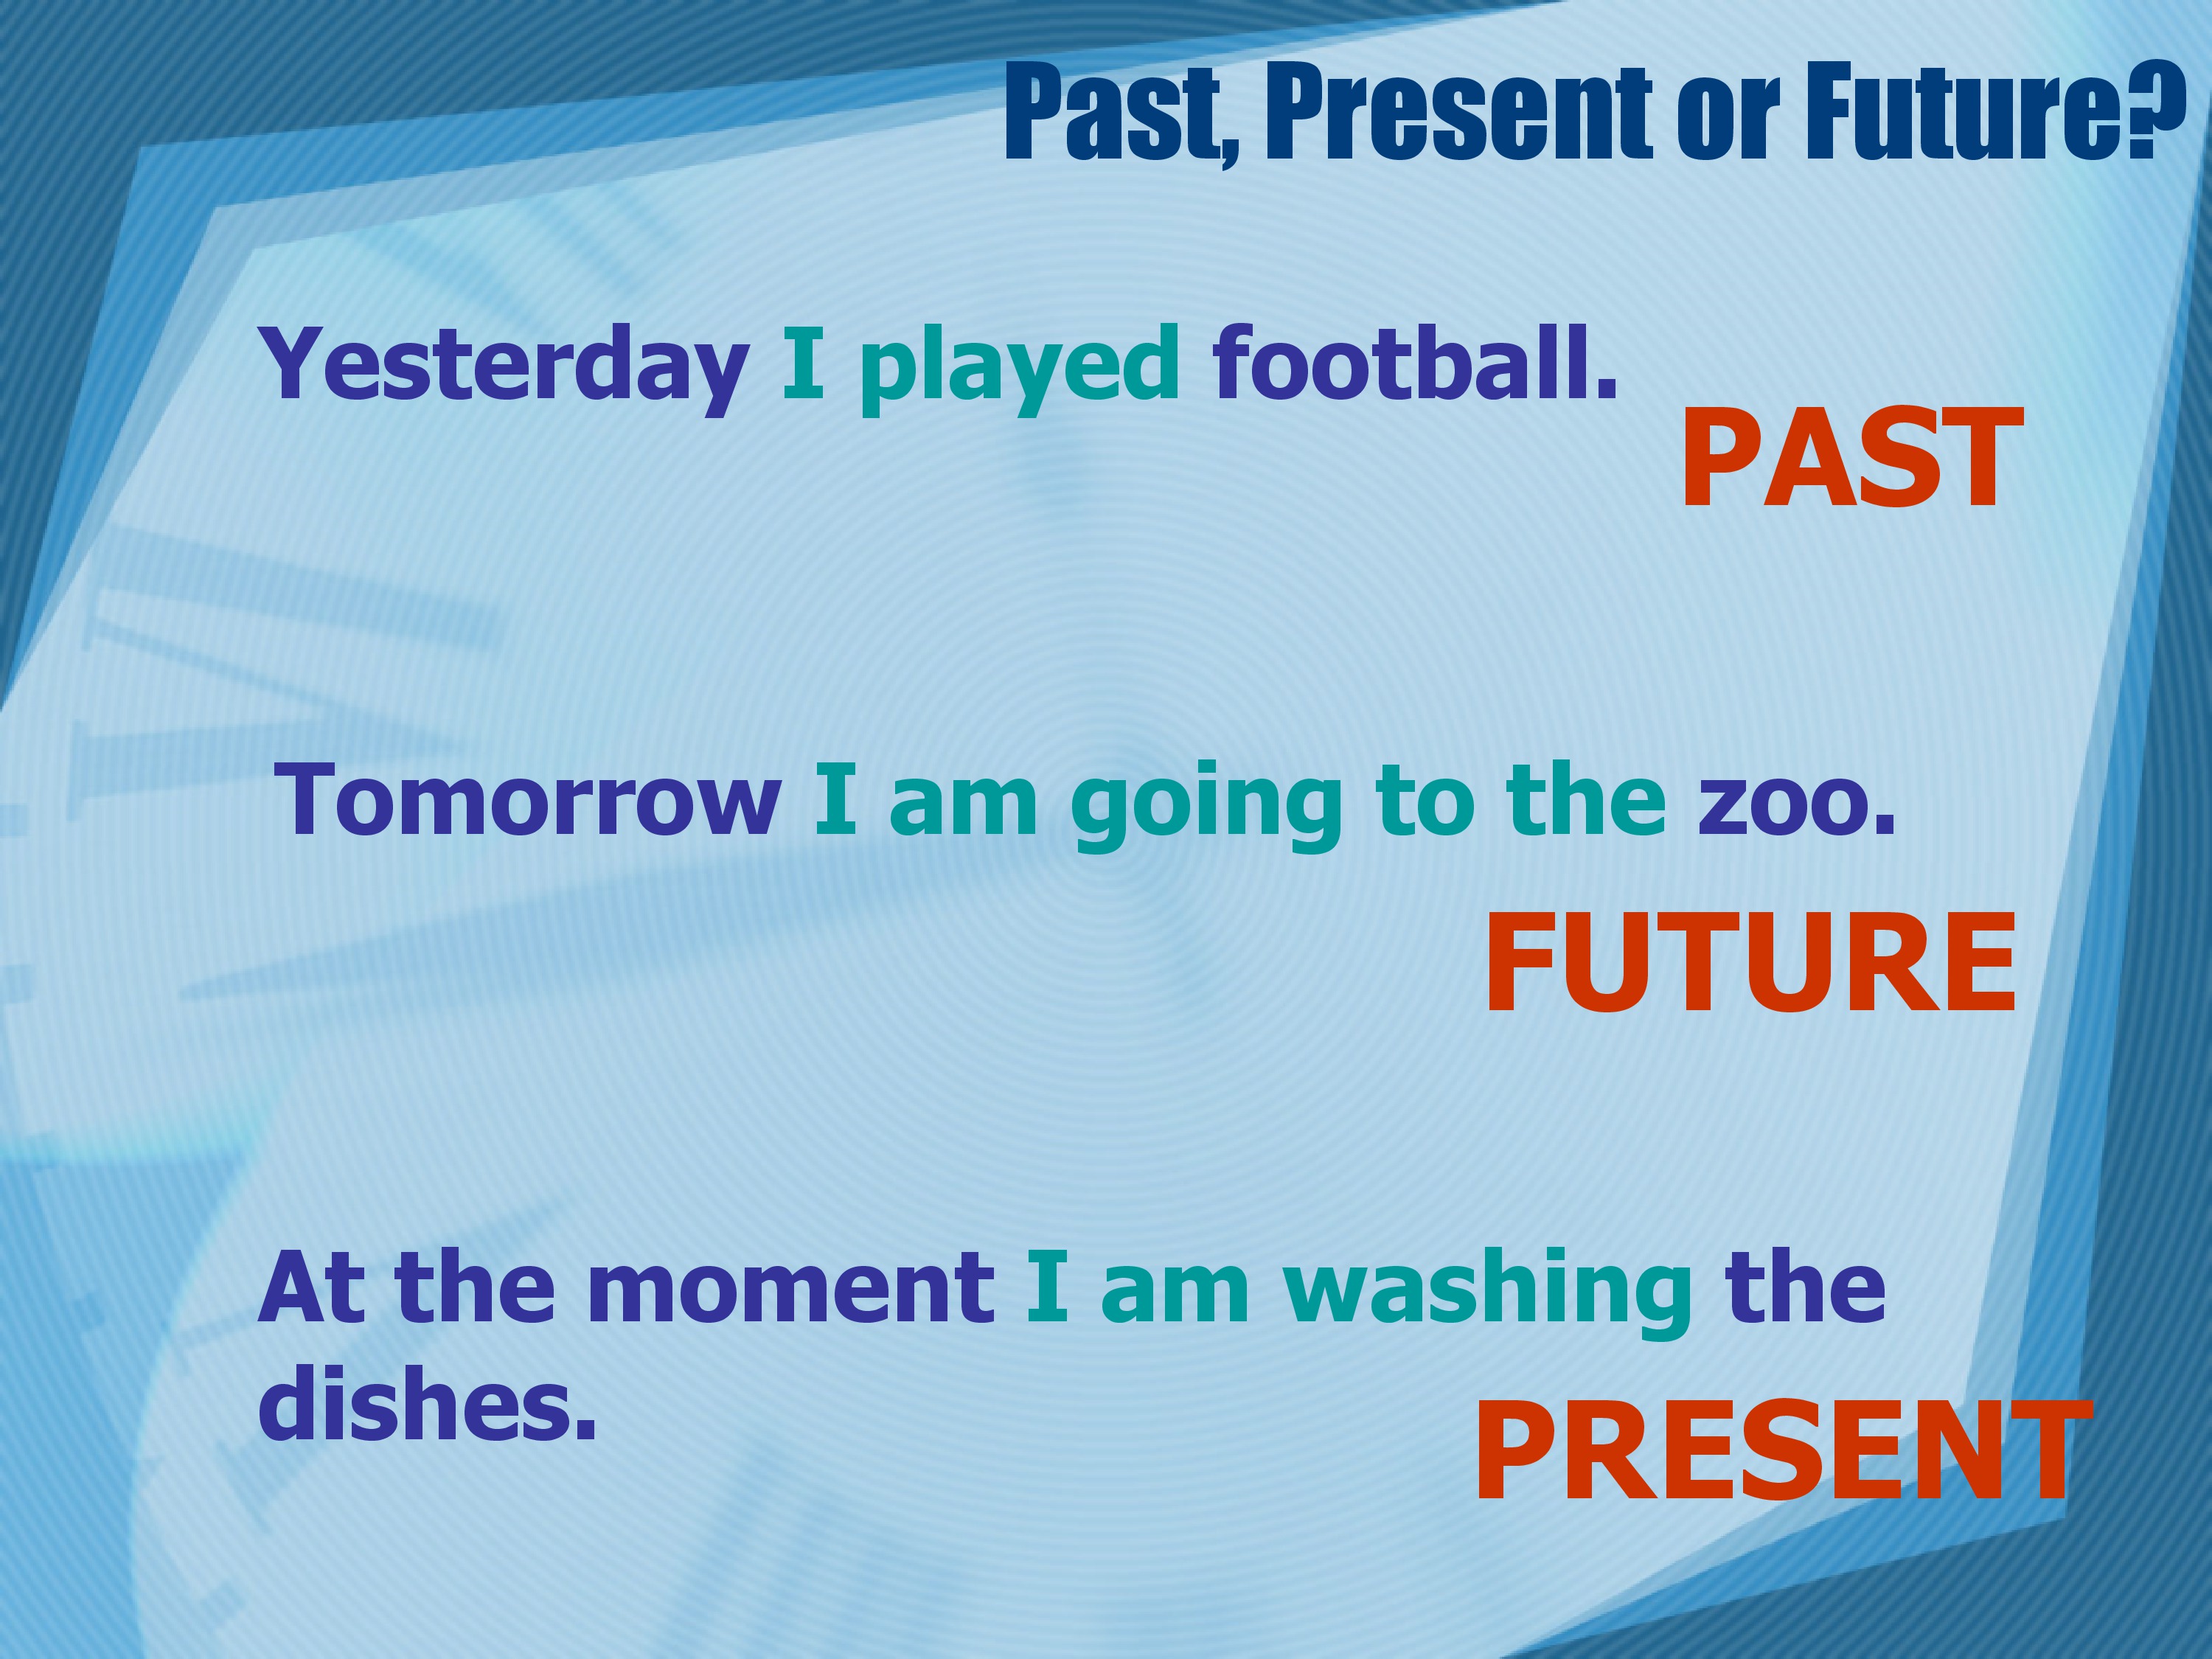 Past, Present or Future?
Yesterday I played football.
PAST
Tomorrow I am going to the zoo.
FUTURE
At the moment I am washing the
dishes.
PRESENT